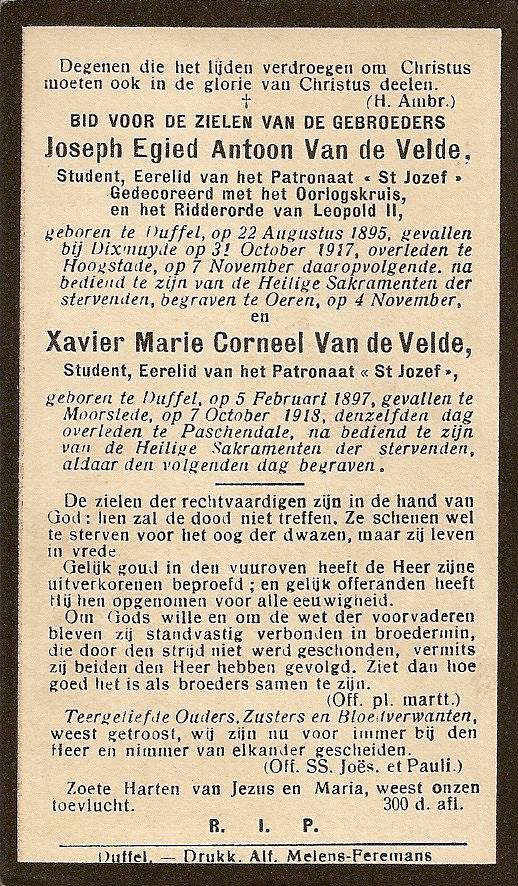 Degenen die het lijden verdroegen om Christus
moeten ook in de glorie van Christus deelen.
† (H. Ambr.)
BID VOOR DE ZIELEN VAN DE GEBROEDERS
Joseph Egied Antoon Van de Velde,
Student, Eerelid van het Patronaat « St Jozef »
Gedecoreerd met het Oorlogskruis,
en het Ridderorde van Leopold II,
geboren te Duffel, op 22 Augustus 1895, gevallen
bij Dixmuyde op 31 October 1917, overleden te
Hoogstade, op 7 November daaropvolgende. na
bediend te zijn van de Heilige Sakramenten der
stervenden, begraven te Oeren, op 4 November,
en
Xavier Marie Corneel Van de Velde,
Student, Eerelid van het Patronaat « St Jozef »,
geboren te Duffel, op 5 Februari 1897, gevallen te
Moorslede, op 7 October 1918, denzelfden dag
overleden te Paschendale, na bediend te zijn
van de Heilige Sakramenten der stervenden,
aldaar den volgenden dag begraven.
De zielen der rechtvaardigen zijn in de hand van
God : hen zal de dood niet treffen. Ze schenen wel
te sterven voor het oog der dwazen, maar zij leven
in vrede
Gelijk goud in den vuuroven heeft de Heer zijne
uitverkorenen beproefd ; en gelijk offeranden heeft
Hij hen opgenomen voor alle eeuwigheid.
Om Gods wille en om de wet der voorvaderen
bleven zij standvastig verbonden in broedermin,
die door den strijd niet werd geschonden, vermits
zij beiden den Heer hebben gevolgd. Ziet dan hoe
goed het is als broeders samen te zijn.
(Off. pl. martt.)
Teergeliefde Ouders, Zusters en Bloedverwanten,
weest getroost, wij zijn nu voor immer bij den
Heer en nimmer van elkander gescheiden.
(Off. SS. Joës. et Pauli.)
Zoete Harten van Jezus en Maria, weest onzen
toevlucht. 300 d. afl.
R. I. P.
Duffel. — Drukk. Alf. Melens-Feremans